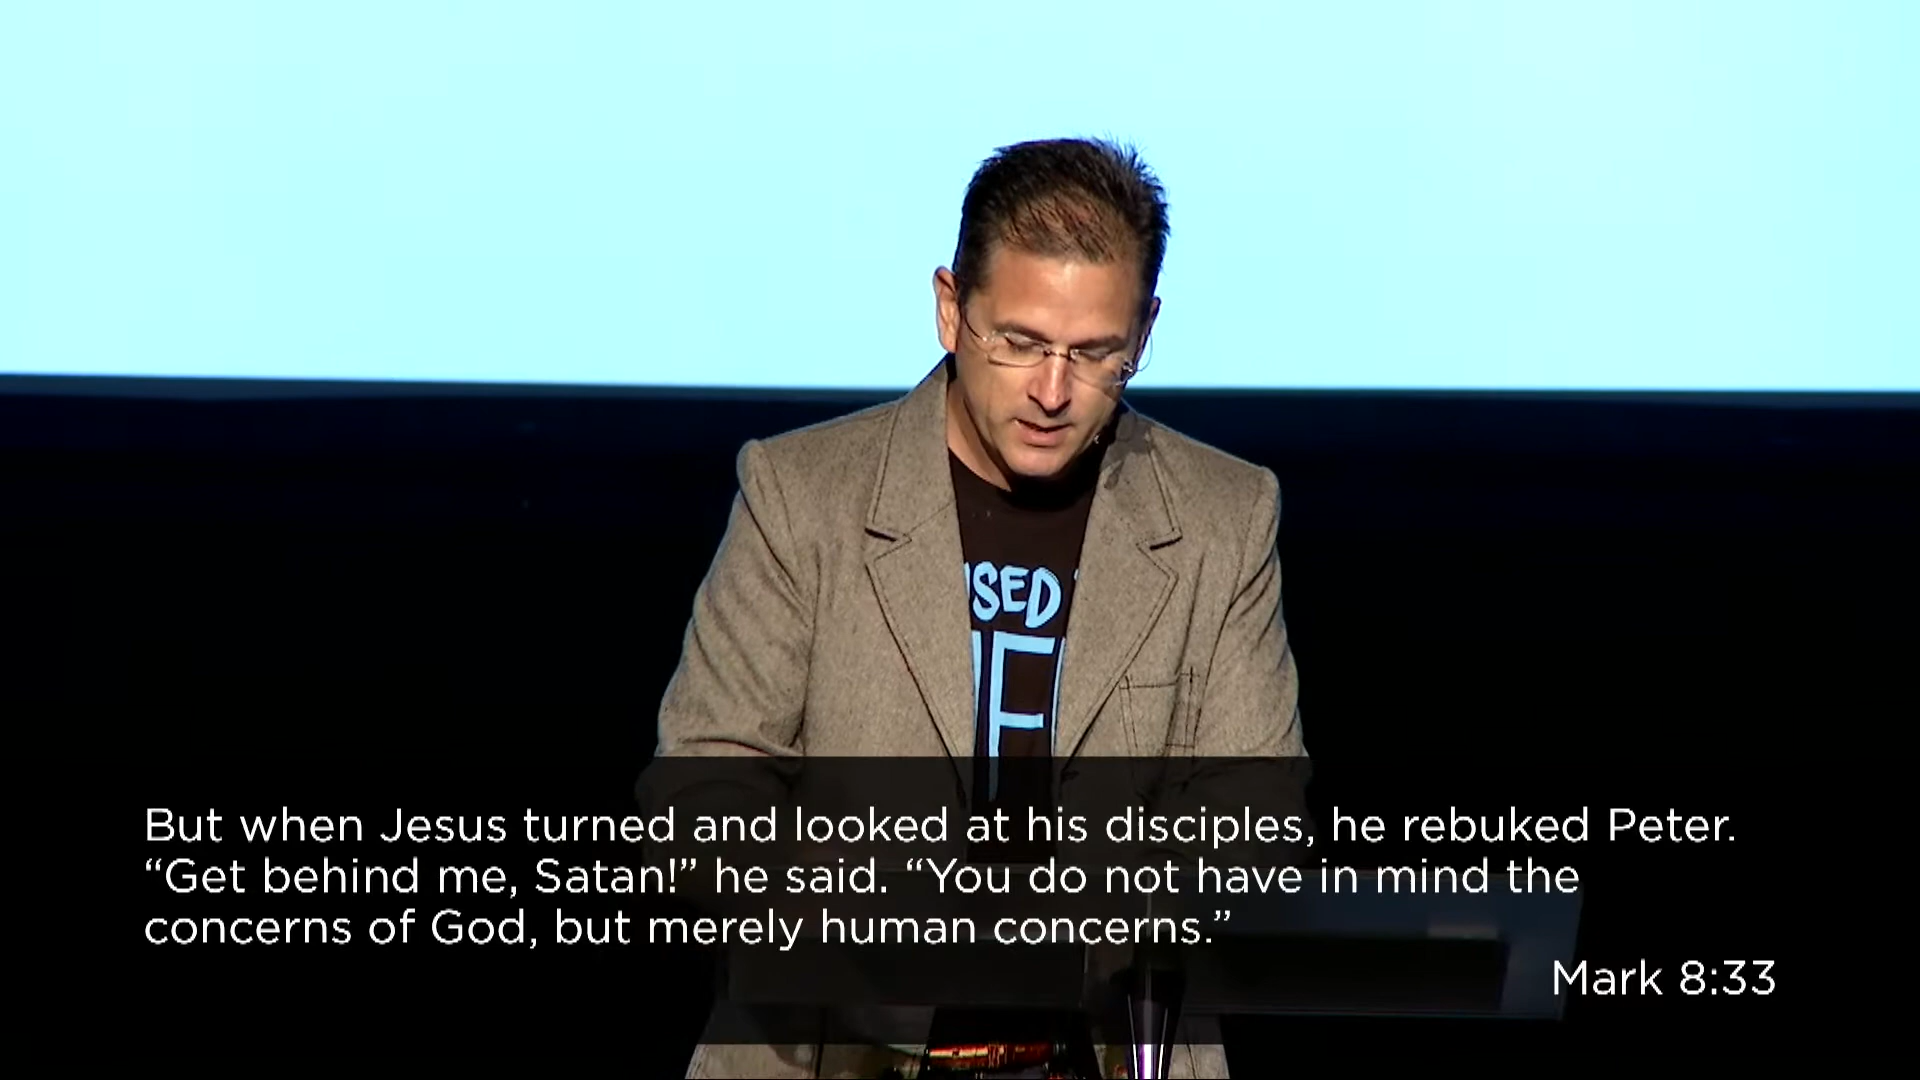 SED
But when Jesus turned and looked at his disciples, he rebuked Peter.
“Get behind me, Satan!” he said. “You do not have in mind the
concerns of God, but merely human concerns.”
Mark 8:33